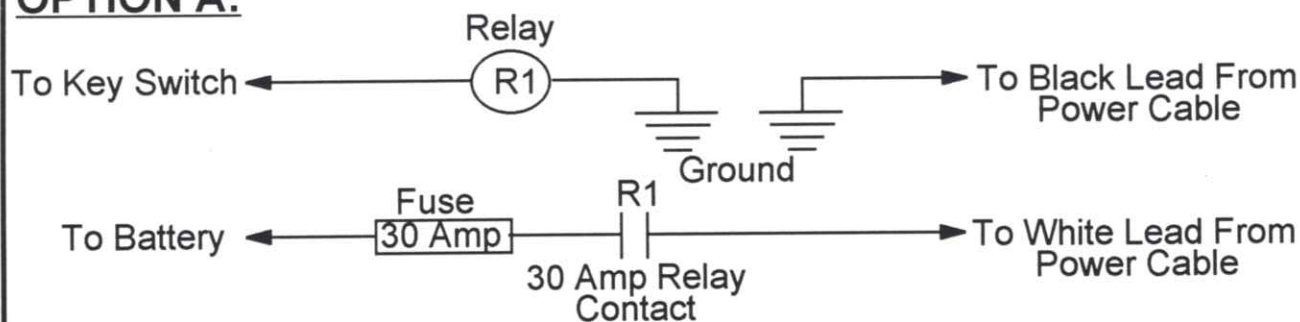 OPTION A:
Relay
To Key Switch
R1
To Black Lead From
Power Cable
Ground
Fuse
R1
To Battery
30 Amp
To White Lead From
Power Cable
30 Amp Relay
Contact